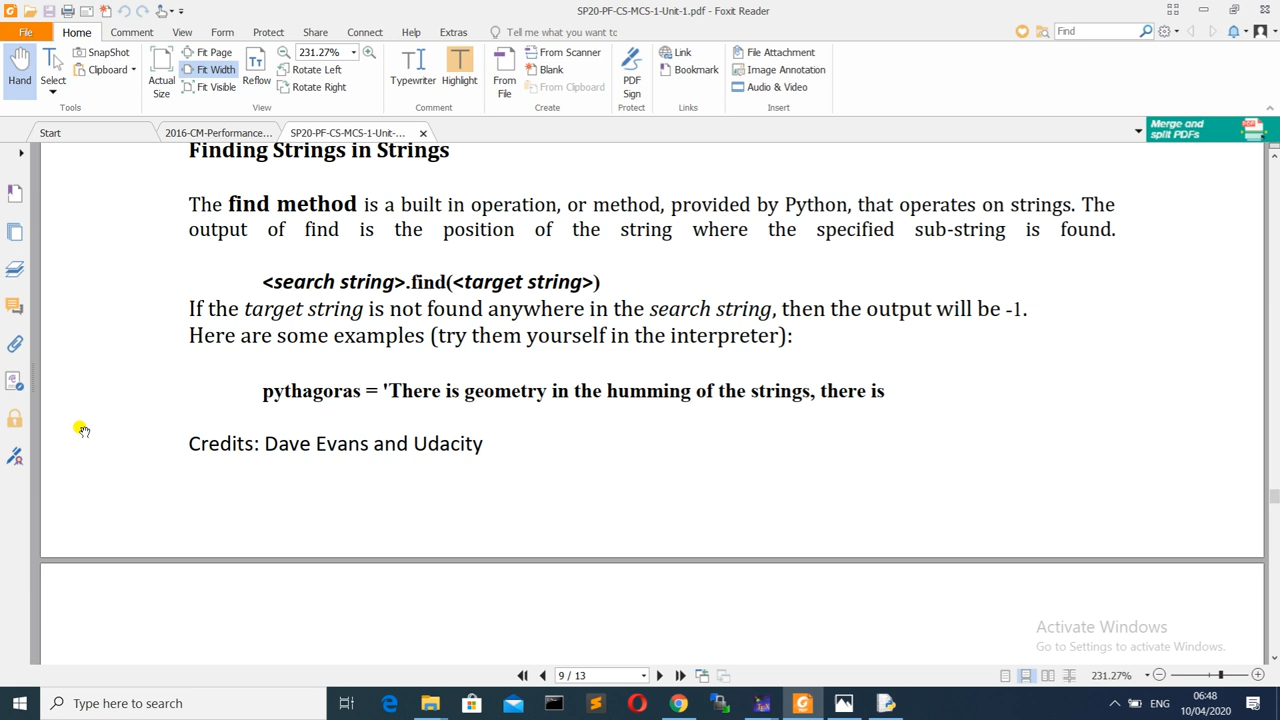 SP20-PF-CS-MCS-1-Unit-1.pdf - Foxit Reader
File Home Comment View Form Protect Share Connect Help Extras Tell me what you want tc Find
Hand
Select
SnapShot
Clipboard
Tools
Actual Size
Fit Page
Fit Width
Fit Visible
Reflow
231.27%
Rotate Left
Rotate Right
View
Typewriter
Highlight
Comment
From File
From Scanner
Blank
From Clipboard
Create
PDF Sign
Protect
Link
Bookmark
Links
File Attachment
Image Annotation
Audio & Video
Insert
Start 2016-CM-Performance... SP20-PF-CS-MCS-1-Unit-...
Merge and
split PDFs
Finding Strings in Strings
The find method is a built in operation, or method, provided by Python, that operates on strings. The
output of find is the position of the string where the specified sub-string is found.
<search string>.find(<target string>)
If the target string is not found anywhere in the search string, then the output will be -1.
Here are some examples (try them yourself in the interpreter):
pythagoras = 'There is geometry in the humming of the strings, there is
Credits: Dave Evans and Udacity
Activate Windows
Go to Settings to activate Windows.
9 / 13 231.27%
Type here to search
ENG
06:48
10/04/2020